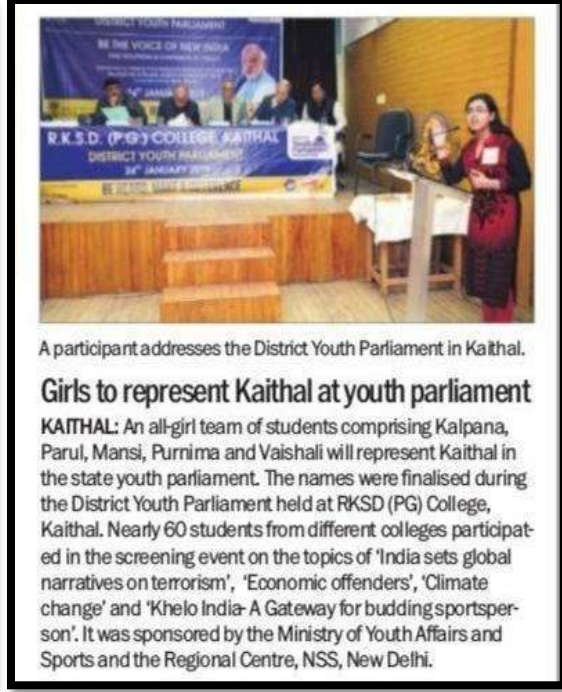 DISTRICT YOUTH PARLIAMENT
BE THE VOICE OF NEW INDIA
24th JANUARY
R.K.S.D. (P.G.) COLLEGE, KAITHAL
DISTRICT YOUTH PARLIAMENT
24th JANUARY 2019
A participant addresses the District Youth Parliament in Kaithal.
Girls to represent Kaithal at youth parliament
KAITHAL: An all-girl team of students comprising Kalpana,
Parul, Mansi, Purnima and Vaishali will represent Kaithal in
the state youth parliament. The names were finalised during
the District Youth Parliament held at RKSD (PG) College,
Kaithal. Nearly 60 students from different colleges participat-
ed in the screening event on the topics of ‘India sets global
narratives on terrorism’, ‘Economic offenders’, ‘Climate
change’ and ‘Khelo India- A Gateway for budding sportsper-
son’. It was sponsored by the Ministry of Youth Affairs and
Sports and the Regional Centre, NSS, New Delhi.